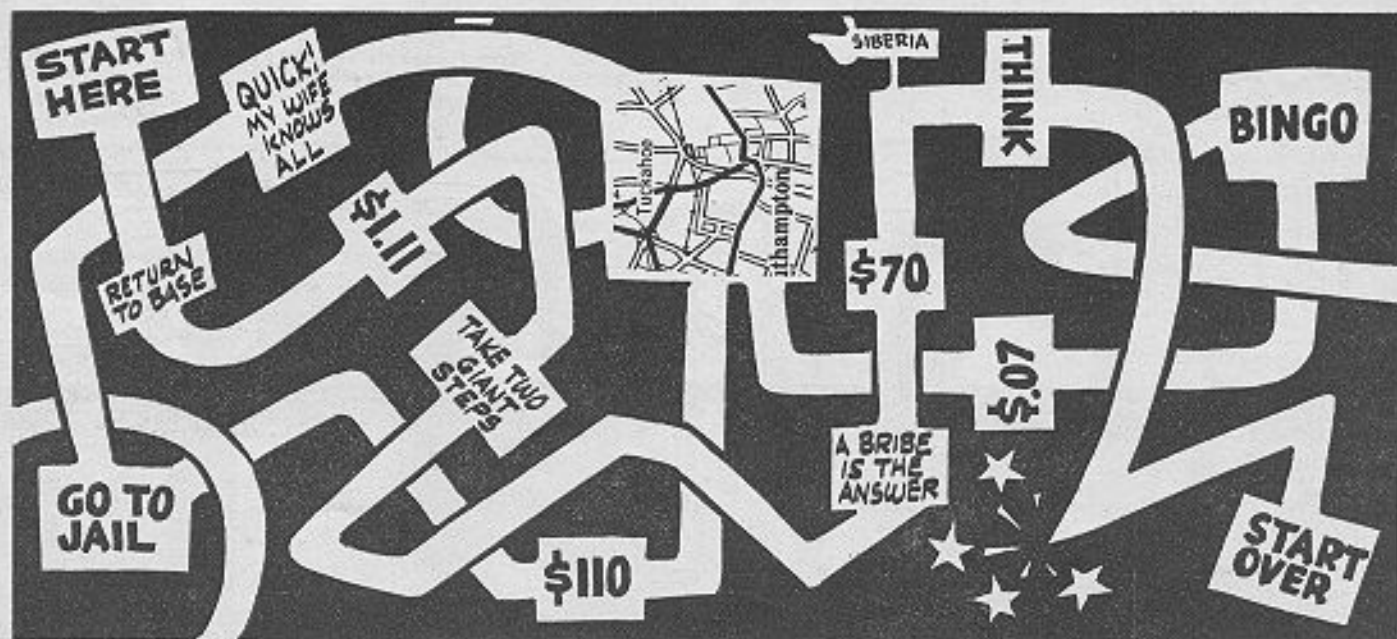 START
HERE
QUICK!
MY WIFE
KNOWS
ALL
RETURN
TO BASE
$1.11
TAKE TWO
GIANT
STEPS
GO TO
JAIL
$110
Tuckahoe
thampton
SIBERIA
THINK
$70
$.07
A BRIBE
IS THE
ANSWER
BINGO
START
OVER